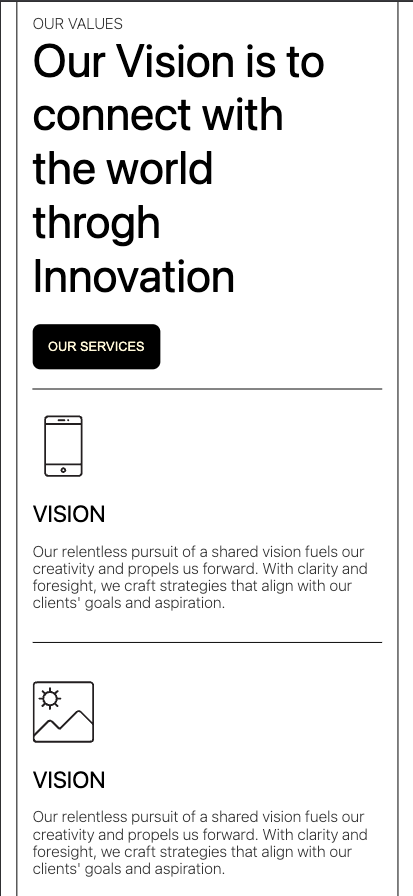 OUR VALUES
Our Vision is to
connect with
the world
throgh
Innovation
OUR SERVICES
VISION
Our relentless pursuit of a shared vision fuels our
creativity and propels us forward. With clarity and
foresight, we craft strategies that align with our
clients' goals and aspiration.
VISION
Our relentless pursuit of a shared vision fuels our
creativity and propels us forward. With clarity and
foresight, we craft strategies that align with our
clients' goals and aspiration.